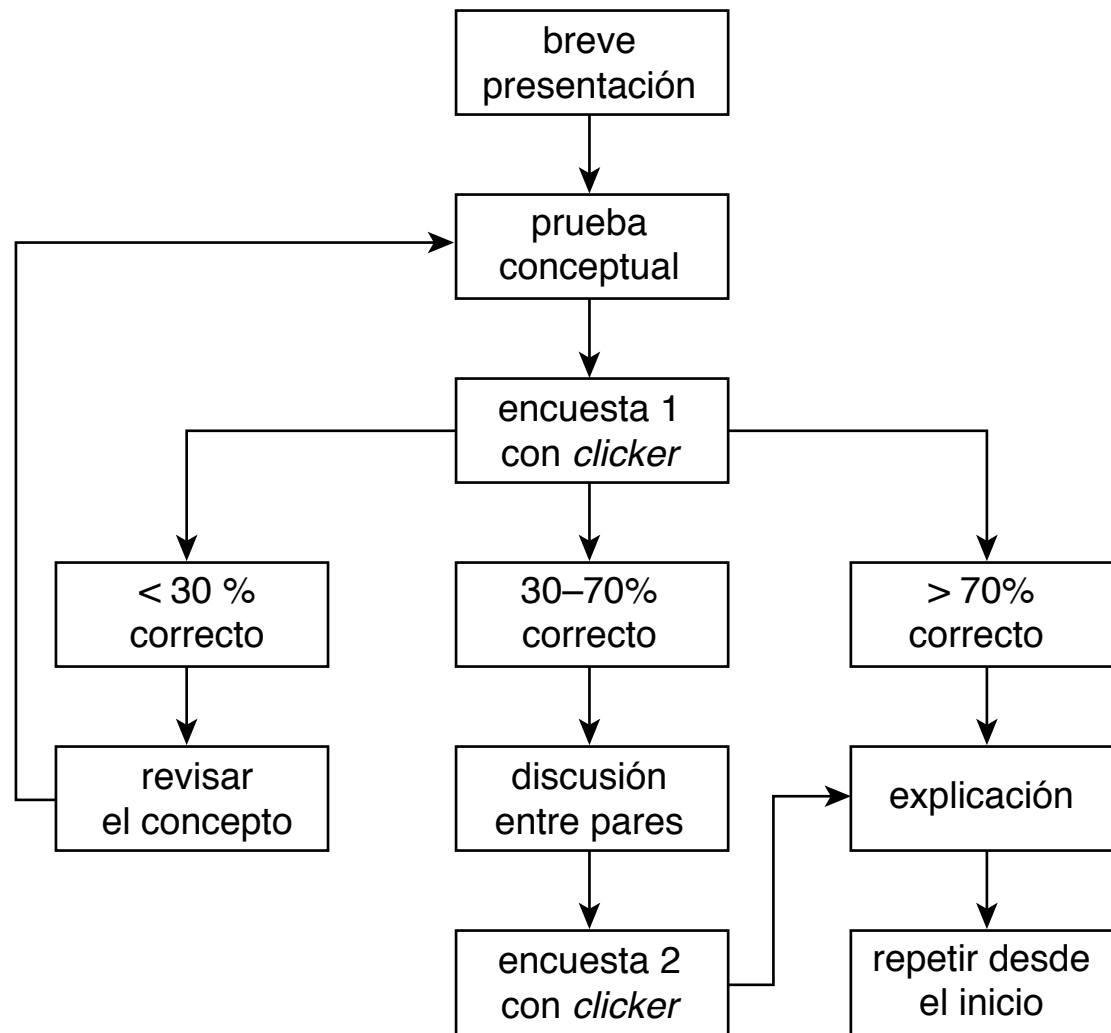 breve
presentación
prueba
conceptual
encuesta 1
con clicker
< 30 %
correcto
30–70%
correcto
> 70%
correcto
revisar
el concepto
discusión
entre pares
explicación
encuesta 2
con clicker
repetir desde
el inicio